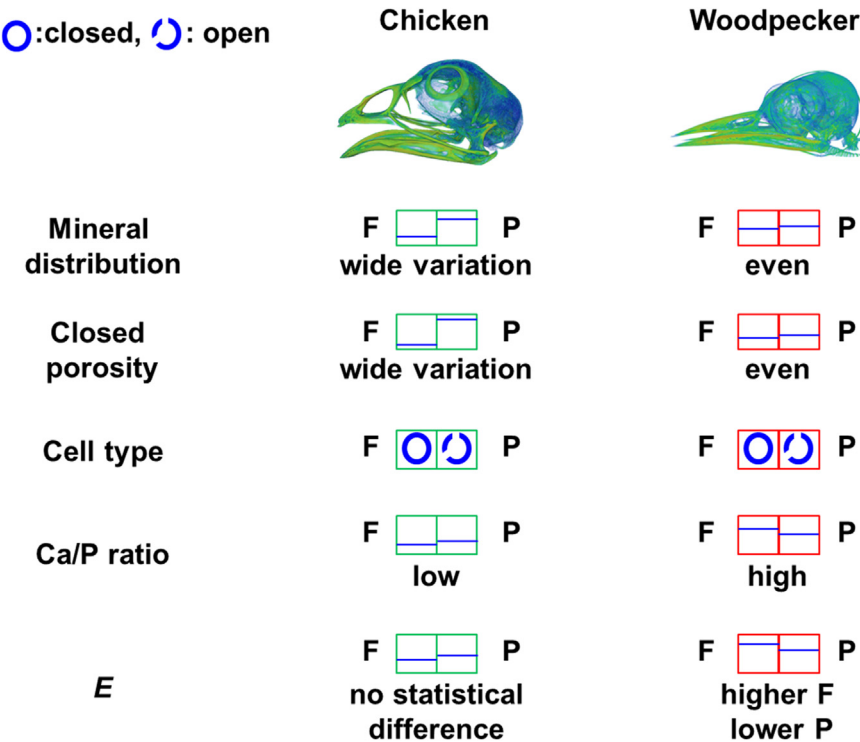 :closed, : open
Chicken
Woodpecker
Mineral
distribution
F P
wide variation
F P
even
Closed
porosity
F P
wide variation
F P
even
Cell type
F P
F P
Ca/P ratio
F P
low
F P
high
E
F P
no statistical
difference
F P
higher F
lower P